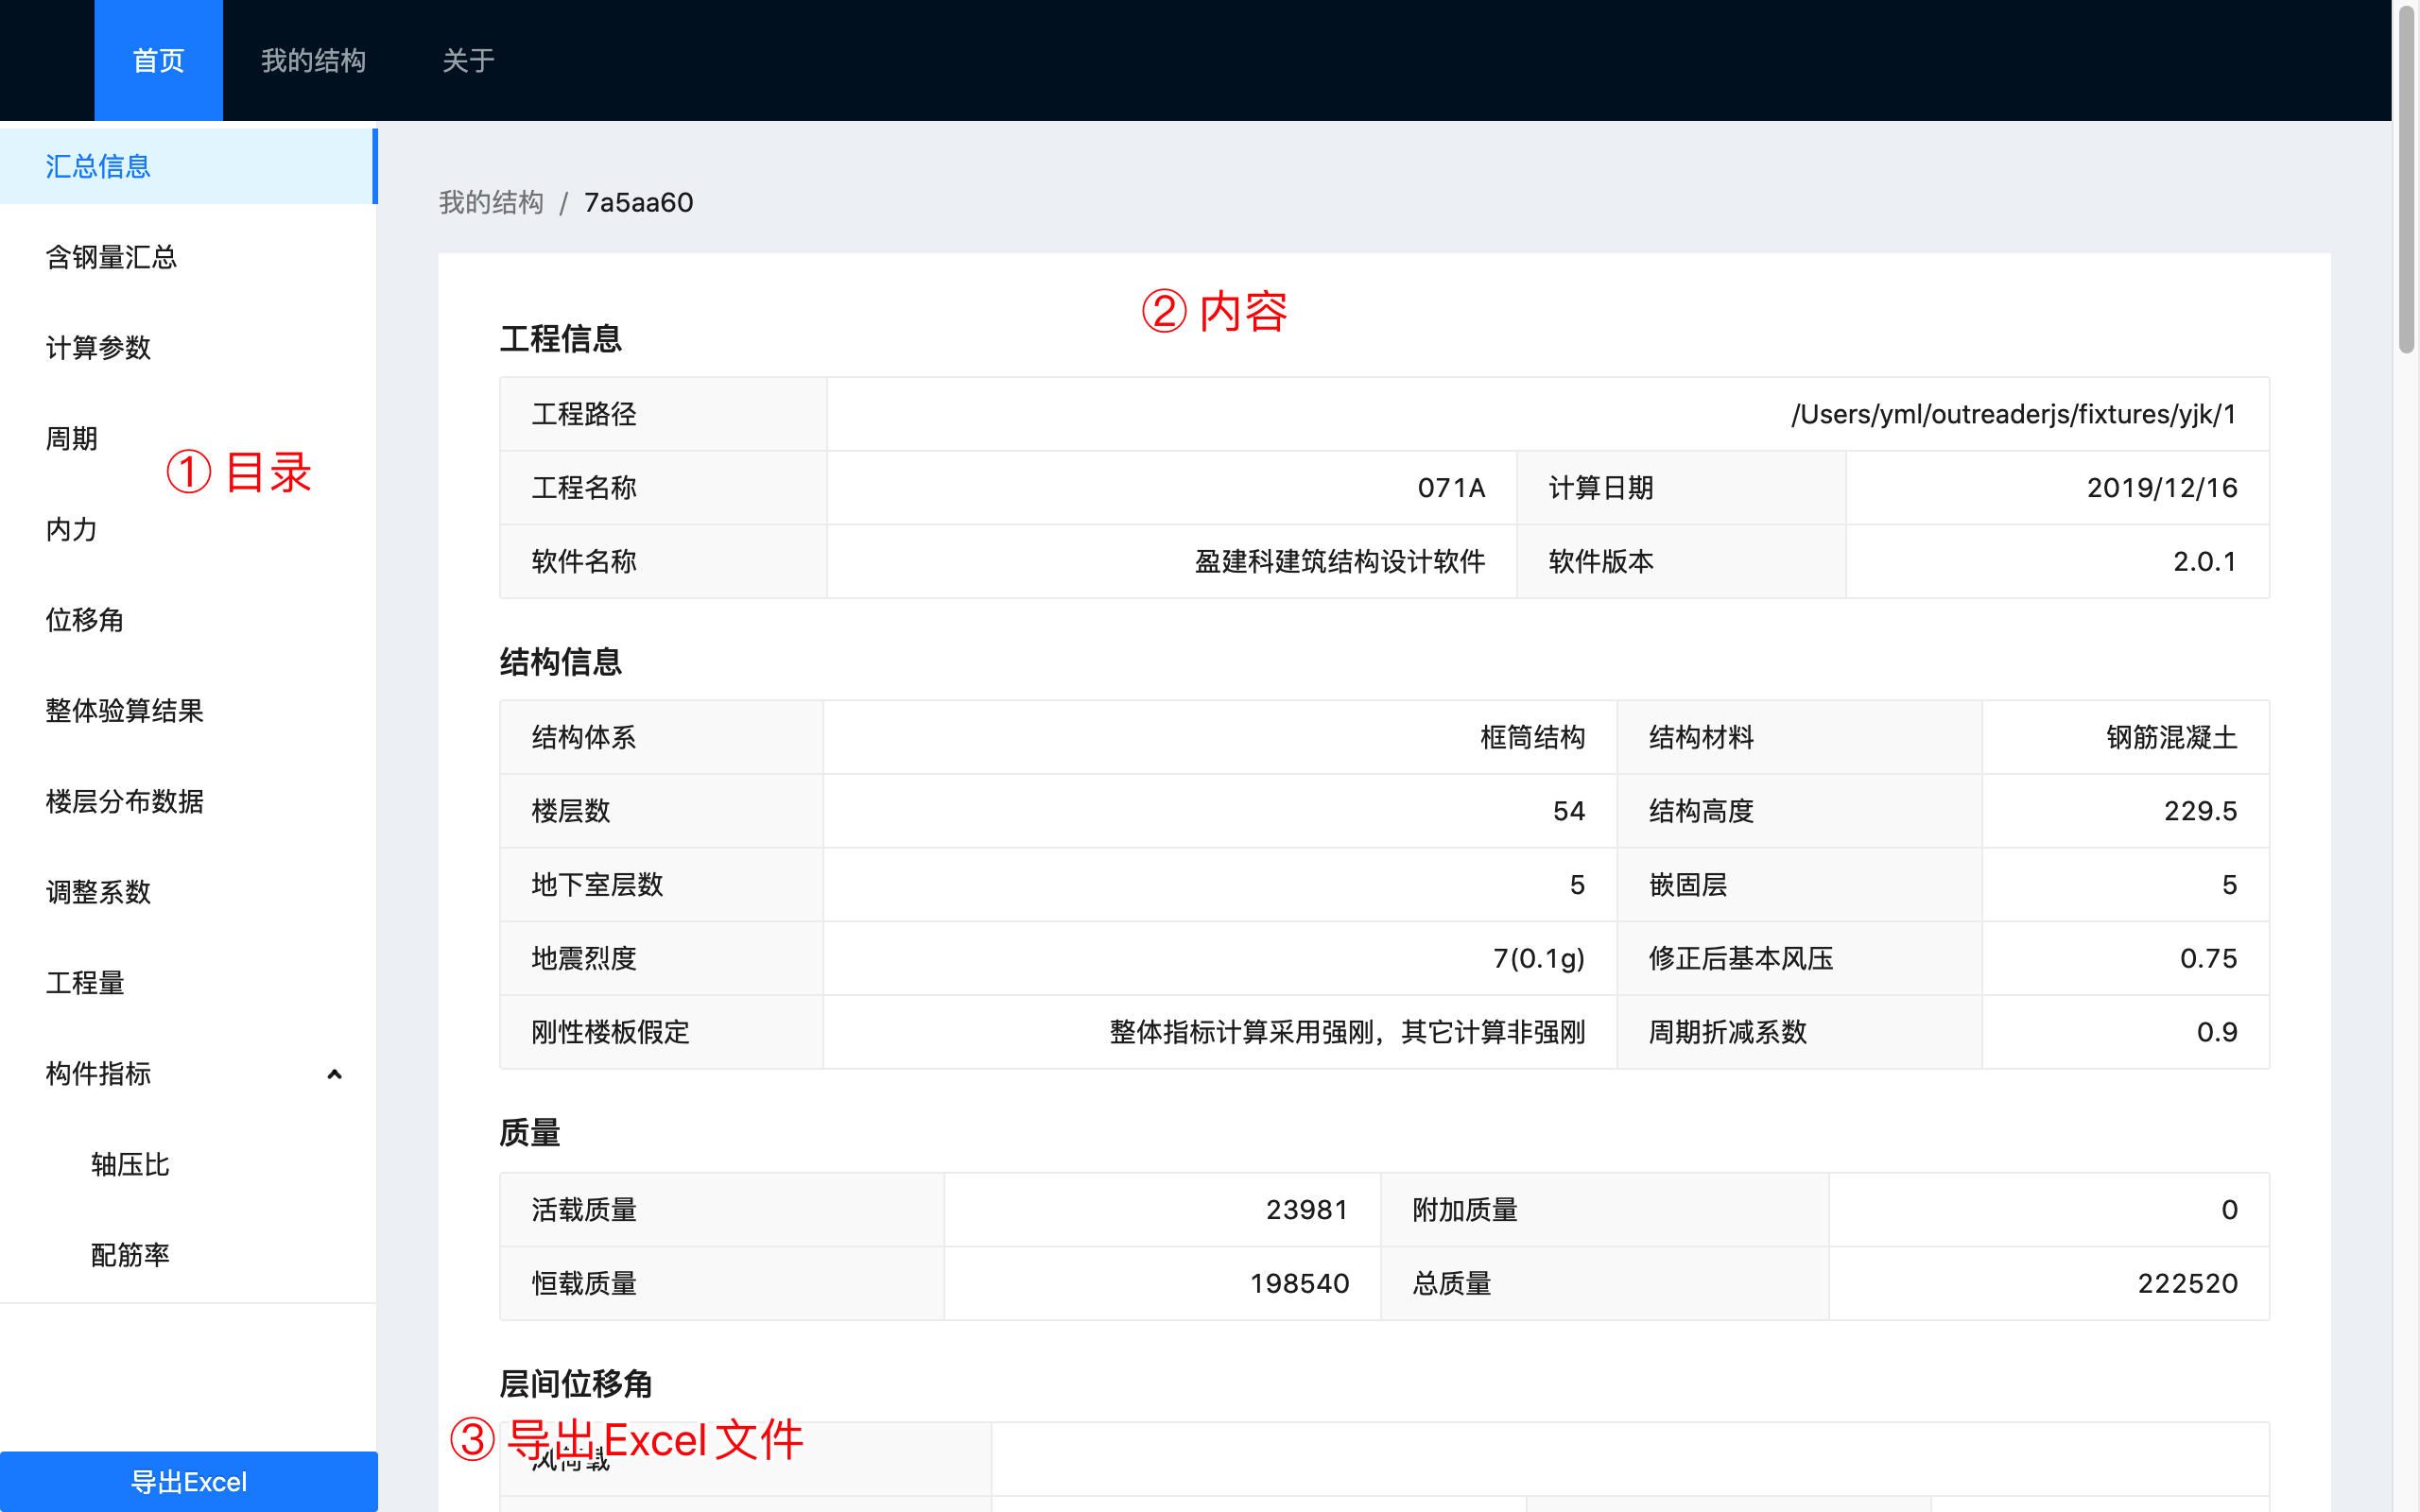 首页 我的结构 关于
汇总信息
含钢量汇总
计算参数
周期
① 目录
内力
位移角
整体验算结果
楼层分布数据
调整系数
工程量
构件指标
轴压比
配筋率
导出Excel
我的结构 / 7a5aa60
② 内容
工程信息
工程路径 /Users/yml/outreaderjs/fixtures/yjk/1
工程名称 071A 计算日期 2019/12/16
软件名称 盈建科建筑结构设计软件 软件版本 2.0.1
结构信息
结构体系 框筒结构 结构材料 钢筋混凝土
楼层数 54 结构高度 229.5
地下室层数 5 嵌固层 5
地震烈度 7(0.1g) 修正后基本风压 0.75
刚性楼板假定 整体指标计算采用强刚，其它计算非强刚 周期折减系数 0.9
质量
活载质量 23981 附加质量 0
恒载质量 198540 总质量 222520
层间位移角
③ 导出 Excel 文件
风荷载